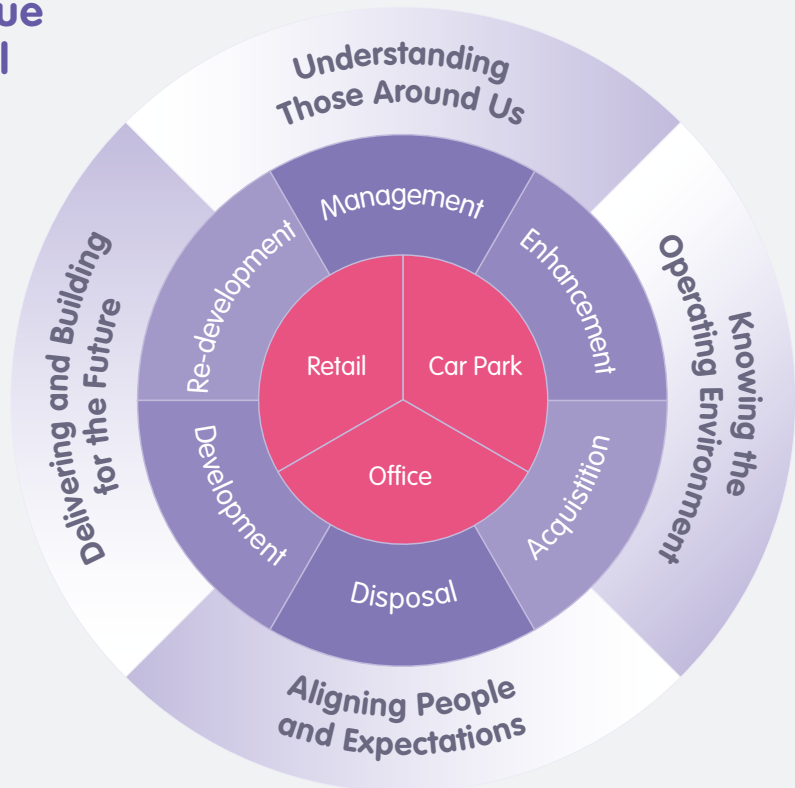 ue
l
Understanding
Those Around Us
Knowing the
Operating Environment
Aligning People
and Expectations
Delivering and Building
for the Future
Management
Enhancement
Acquistition
Disposal
Development
Re-development
Retail
Car Park
Office